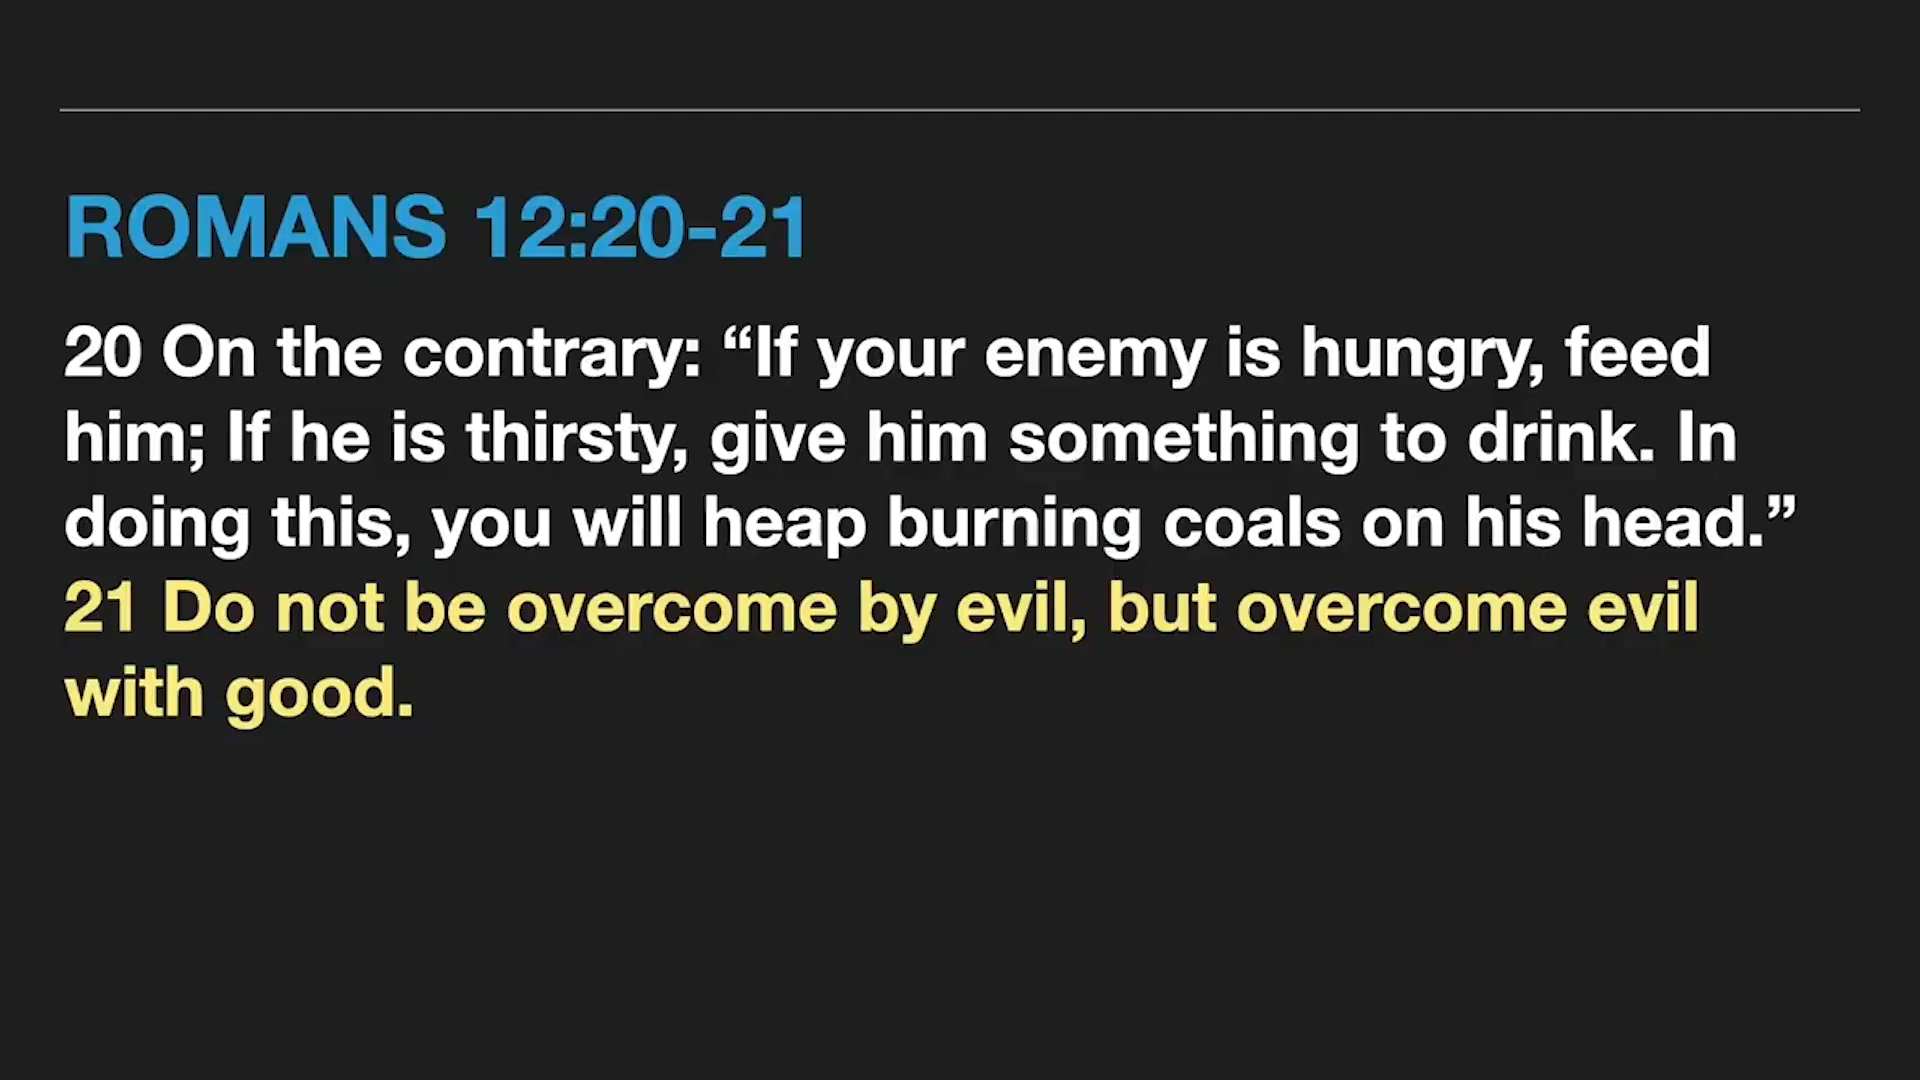 ROMANS 12:20-21
20 On the contrary: “If your enemy is hungry, feed
him; If he is thirsty, give him something to drink. In
doing this, you will heap burning coals on his head.”
21 Do not be overcome by evil, but overcome evil
with good.